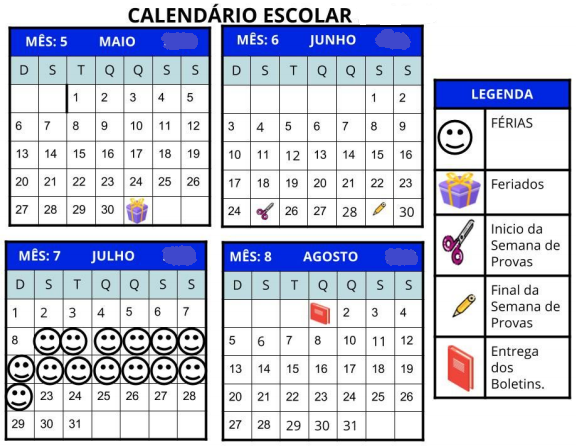 CALENDÁRIO ESCOLAR
MÊS: 5 MAIO
D S T Q Q S S
1 2 3 4 5
6 7 8 9 10 11 12
13 14 15 16 17 18 19
20 21 22 23 24 25 26
27 28 29 30
MÊS: 6 JUNHO
D S T Q Q S S
1 2
3 4 5 6 7 8 9
10 11 12 13 14 15 16
17 18 19 20 21 22 23
24 26 27 28 30
MÊS: 7 JULHO
D S T Q Q S S
1 2 3 4 5 6 7
8
23 24 25 26 27 28
29 30 31
MÊS: 8 AGOSTO
D S T Q Q S S
2 3 4
5 6 7 8 10 11 12
13 14 15 16 17 18 19
20 21 22 23 24 25 26
27 28 29 30 31
LEGENDA
FÉRIAS
Feriados
Inicio da
Semana de
Provas
Final da
Semana de
Provas
Entrega
dos
Boletins.